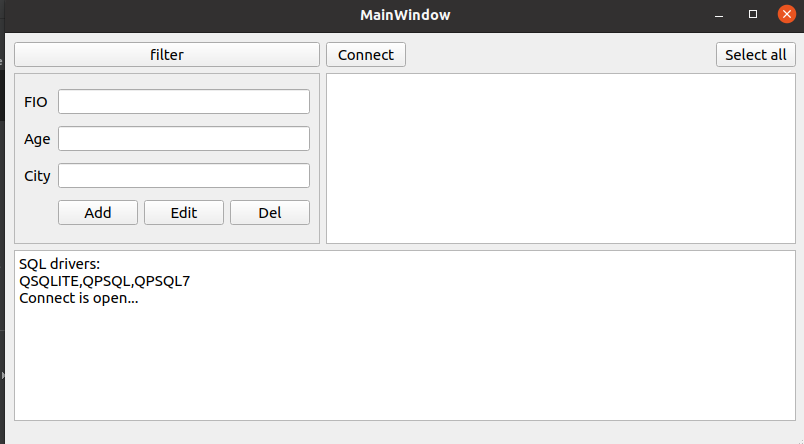 MainWindow
filter
Connect
Select all
FIO
Age
City
Add
Edit
Del
SQL drivers:
QSQLITE,QPSQL,QPSQL7
Connect is open...